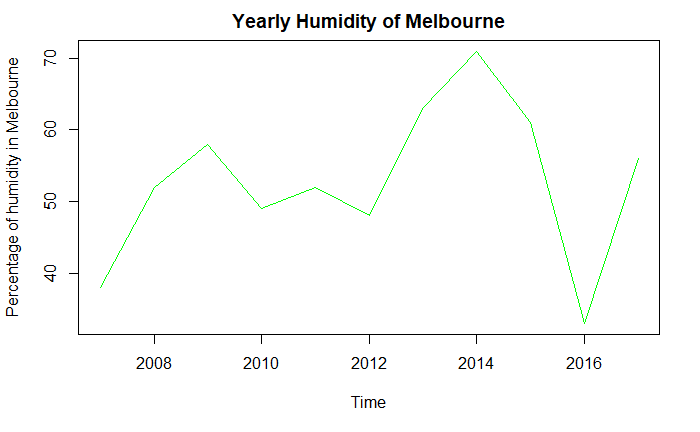 Yearly Humidity of Melbourne
Percentage of humidity in Melbourne
70
60
50
40
2008 2010 2012 2014 2016
Time